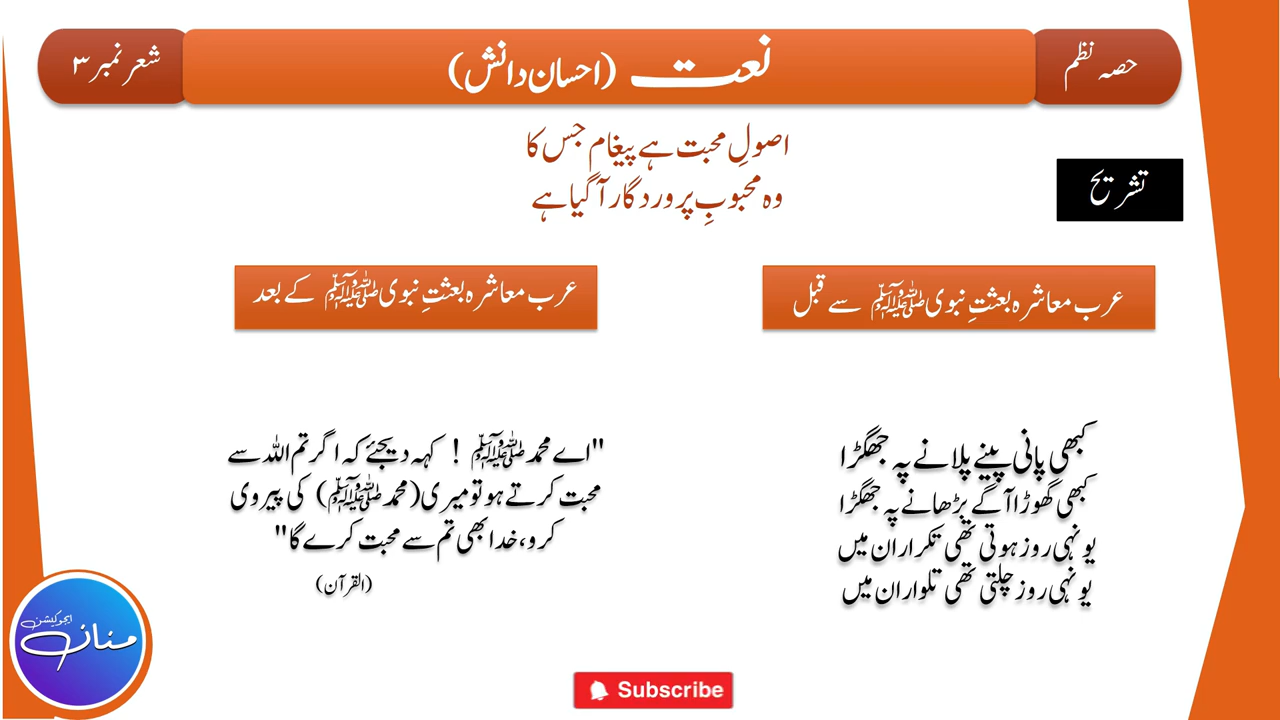 حصہ نظم
نعت (احسان دانش)
شعر نمبر ۳
اصولِ محبت ہے پیغام جس کا
وہ محبوبِ پروردگار آ گیا ہے
تشریح
عرب معاشرہ بعثتِ نبوی ﷺ سے قبل
کبھی پانی پینے پلانے پہ جھگڑا
کبھی گھوڑا آگے بڑھانے پہ جھگڑا
یونہی روز ہوتی تھی تکرار ان میں
یونہی روز چلتی تھی تلوار ان میں
عرب معاشرہ بعثتِ نبوی ﷺ کے بعد
"اے محمد ﷺ ! کہہ دیجئے کہ اگر تم اللہ سے
محبت کرتے ہو تو میری (محمد ﷺ) کی پیروی
کرو، خدا بھی تم سے محبت کرے گا"
(القرآن)
ایجوکیشن
منان
Subscribe